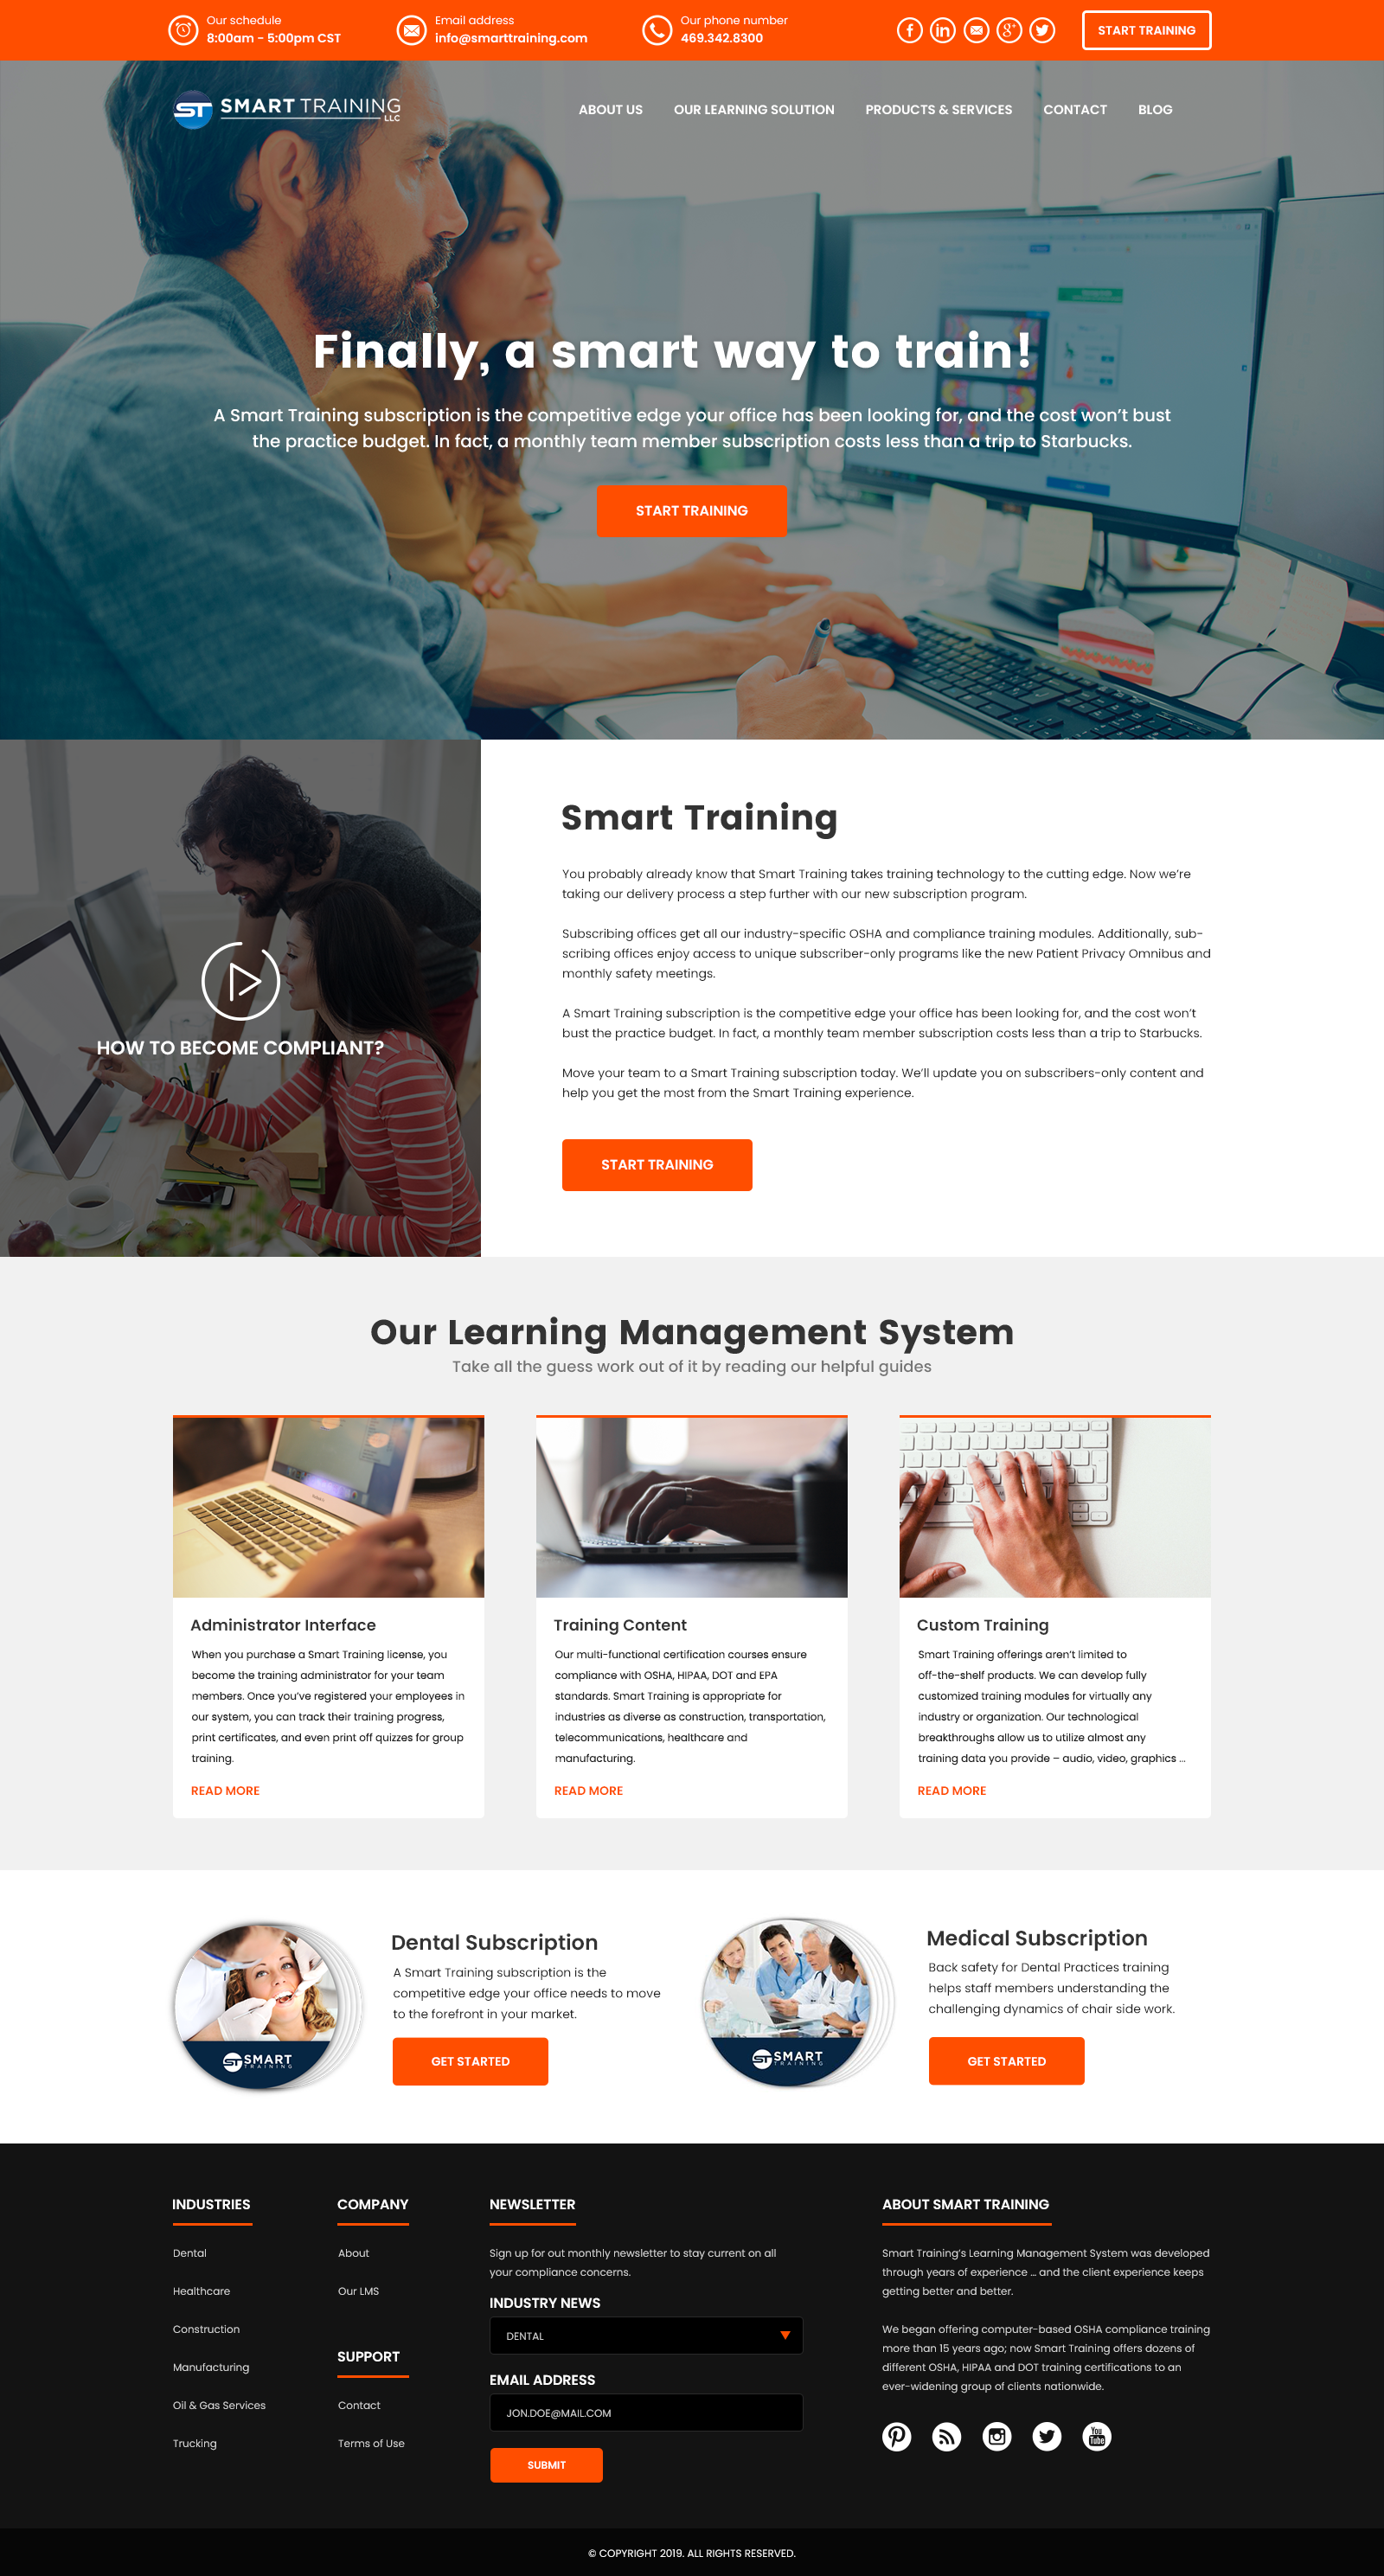 Our schedule
8:00am - 5:00pm CST
Email address
info@smarttraining.com
Our phone number
469.342.8300
START TRAINING
ST SMART TRAINING LLC
ABOUT US
OUR LEARNING SOLUTION
PRODUCTS & SERVICES
CONTACT
BLOG
Finally, a smart way to train!
A Smart Training subscription is the competitive edge your office has been looking for, and the cost won't bust
the practice budget. In fact, a monthly team member subscription costs less than a trip to Starbucks.
START TRAINING
HOW TO BECOME COMPLIANT?
Smart Training
You probably already know that Smart Training takes training technology to the cutting edge. Now we're
taking our delivery process a step further with our new subscription program.
Subscribing offices get all our industry-specific OSHA and compliance training modules. Additionally, sub-
scribing offices enjoy access to unique subscriber-only programs like the new Patient Privacy Omnibus and
monthly safety meetings.
A Smart Training subscription is the competitive edge your office has been looking for, and the cost won't
bust the practice budget. In fact, a monthly team member subscription costs less than a trip to Starbucks.
Move your team to a Smart Training subscription today. We'll update you on subscribers-only content and
help you get the most from the Smart Training experience.
START TRAINING
Our Learning Management System
Take all the guess work out of it by reading our helpful guides
Administrator Interface
When you purchase a Smart Training license, you
become the training administrator for your team
members. Once you've registered your employees in
our system, you can track their training progress,
print certificates, and even print off quizzes for group
training.
READ MORE
Training Content
Our multi-functional certification courses ensure
compliance with OSHA, HIPAA, DOT and EPA
standards. Smart Training is appropriate for
industries as diverse as construction, transportation,
telecommunications, healthcare and
manufacturing.
READ MORE
Custom Training
Smart Training offerings aren't limited to
off-the-shelf products. We can develop fully
customized training modules for virtually any
industry or organization. Our technological
breakthroughs allow us to utilize almost any
training data you provide – audio, video, graphics ...
READ MORE
ST SMART
TRAINING
Dental Subscription
A Smart Training subscription is the
competitive edge your office needs to move
to the forefront in your market.
GET STARTED
ST SMART
TRAINING
Medical Subscription
Back safety for Dental Practices training
helps staff members understanding the
challenging dynamics of chair side work.
GET STARTED
INDUSTRIES
Dental
Healthcare
Construction
Manufacturing
Oil & Gas Services
Trucking
COMPANY
About
Our LMS
SUPPORT
Contact
Terms of Use
NEWSLETTER
Sign up for out monthly newsletter to stay current on all
your compliance concerns.
INDUSTRY NEWS
DENTAL
EMAIL ADDRESS
JON.DOE@MAIL.COM
SUBMIT
ABOUT SMART TRAINING
Smart Training's Learning Management System was developed
through years of experience ... and the client experience keeps
getting better and better.
We began offering computer-based OSHA compliance training
more than 15 years ago; now Smart Training offers dozens of
different OSHA, HIPAA and DOT training certifications to an
ever-widening group of clients nationwide.
You
Tube
© COPYRIGHT 2019. ALL RIGHTS RESERVED.